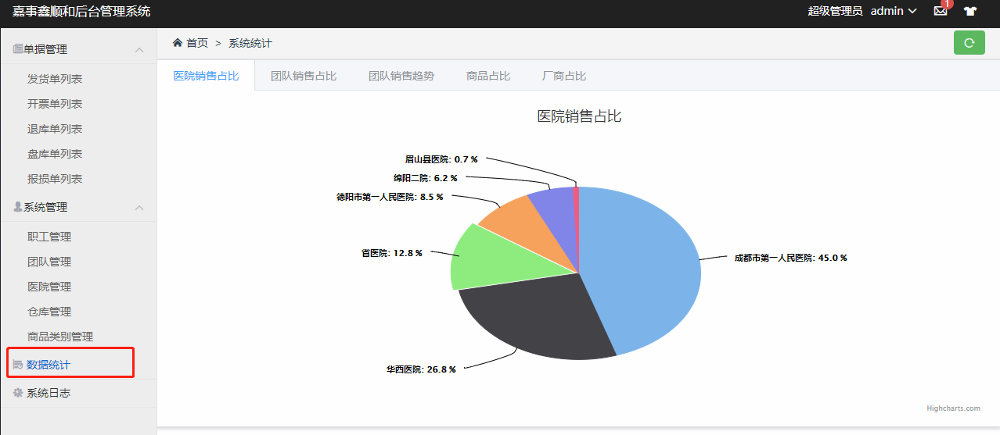 嘉事鑫顺和后台管理系统
超级管理员 admin 1
单据管理
发货单列表
开票单列表
退库单列表
盘库单列表
报损单列表
系统管理
职工管理
团队管理
医院管理
仓库管理
商品类别管理
数据统计
系统日志
首页 > 系统统计
医院销售占比 团队销售占比 团队销售趋势 商品占比 厂商占比
医院销售占比
眉山县医院: 0.7 %
绵阳二院: 6.2 %
德阳市第一人民医院: 8.5 %
省医院: 12.8 %
成都市第一人民医院: 45.0 %
华西医院: 26.8 %
Highcharts.com